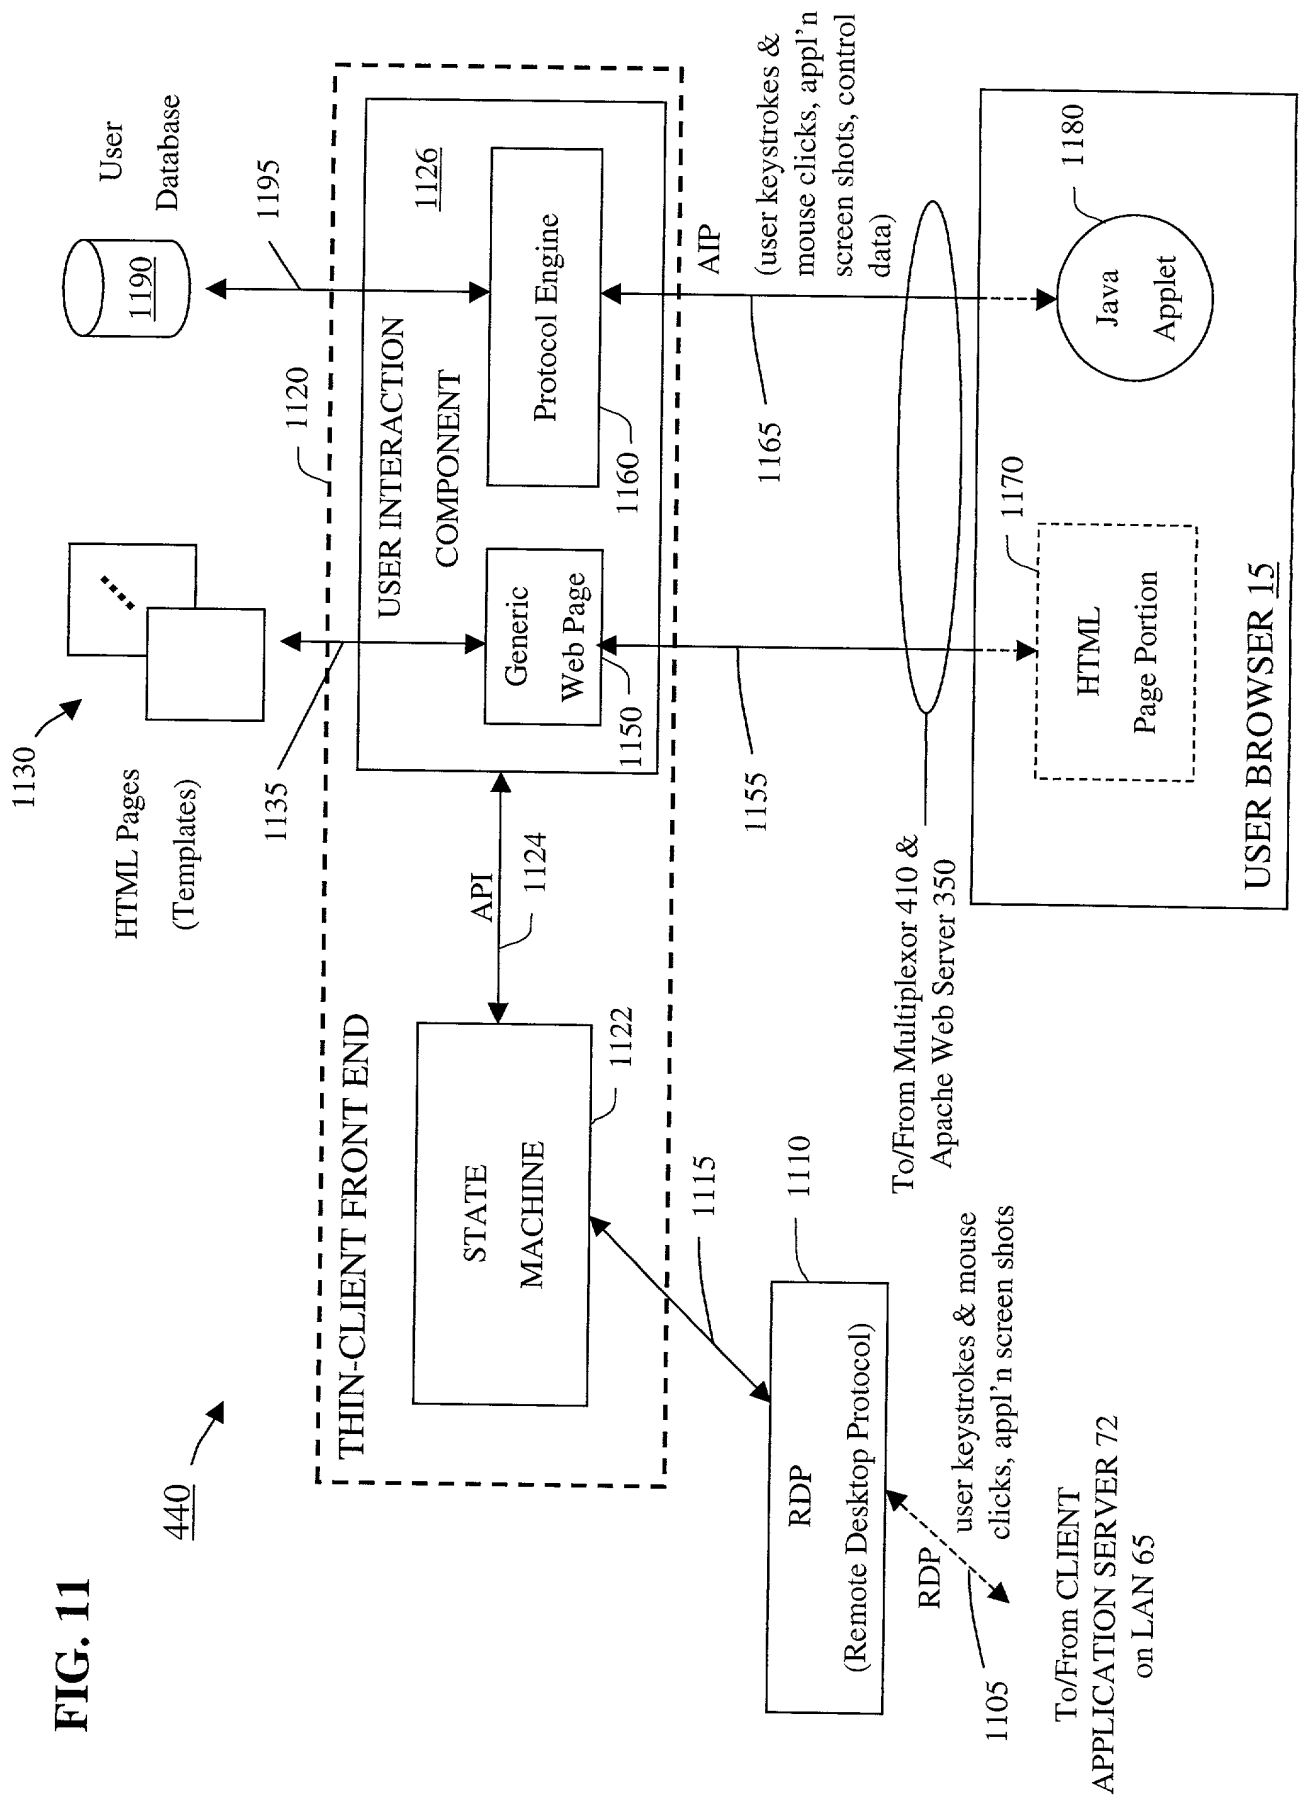 FIG. 11
440
1130
HTML Pages
(Templates)
User
Database
1190
1195
1135
1120
THIN-CLIENT FRONT END
STATE
MACHINE
1122
API
1124
USER INTERACTION
COMPONENT
1126
Generic
Web Page
1150
Protocol Engine
1160
1115
1110
RDP
(Remote Desktop Protocol)
RDP
1105
user keystrokes & mouse
clicks, appl'n screen shots
To/From CLIENT
APPLICATION SERVER 72
on LAN 65
1155
1165
AIP
(user keystrokes &
mouse clicks, appl'n
screen shots, control
data)
To/From Multiplexor 410 &
Apache Web Server 350
1170
HTML
Page Portion
1180
Java
Applet
USER BROWSER 15